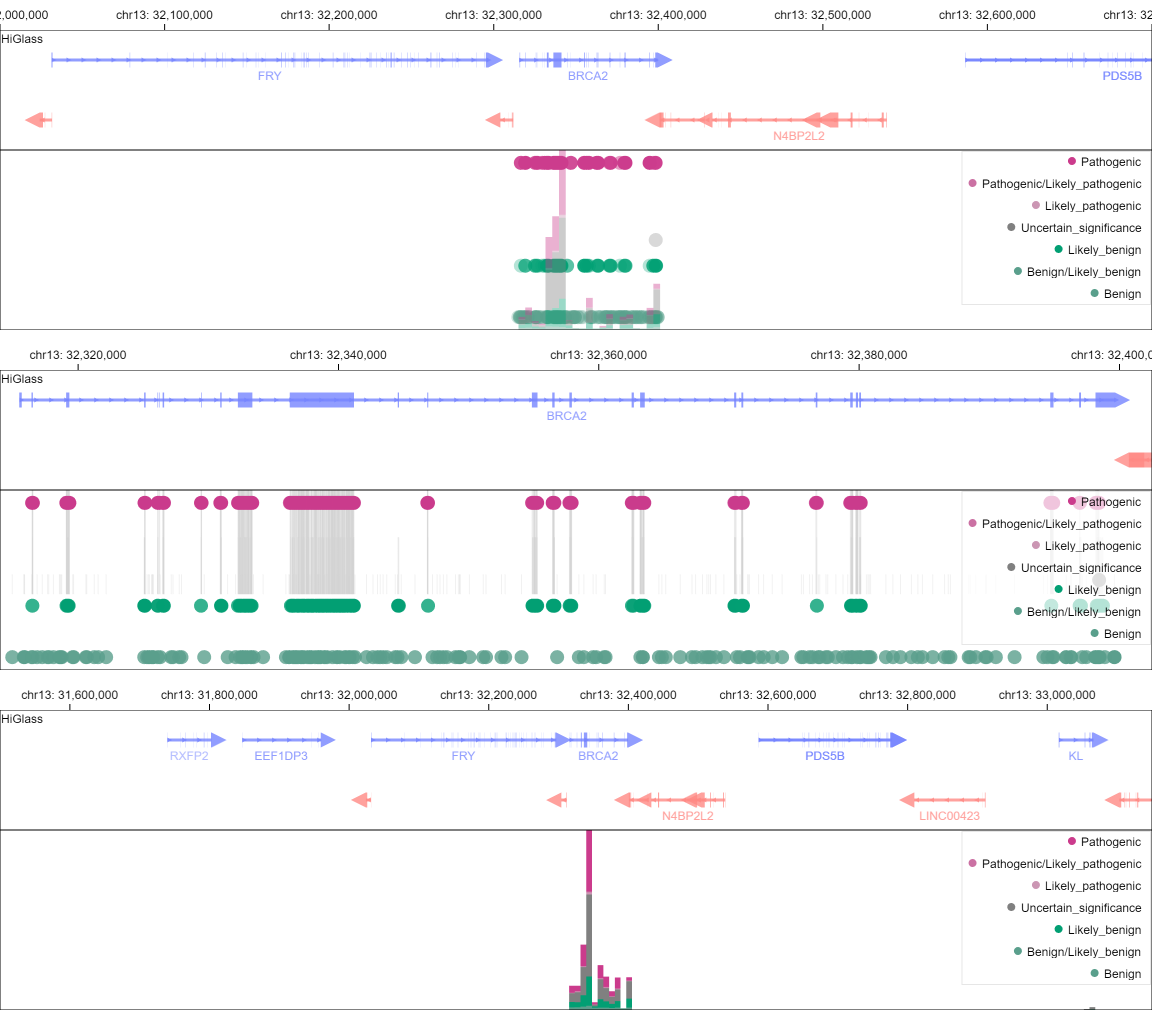 2,000,000 chr13: 32,100,000 chr13: 32,200,000 chr13: 32,300,000 chr13: 32,400,000 chr13: 32,500,000 chr13: 32,600,000 chr13: 32
HiGlass
FRY BRCA2 PDS5B
N4BP2L2
Pathogenic
Pathogenic/Likely_pathogenic
Likely_pathogenic
Uncertain_significance
Likely_benign
Benign/Likely_benign
Benign
chr13: 32,320,000 chr13: 32,340,000 chr13: 32,360,000 chr13: 32,380,000 chr13: 32,400,0
HiGlass
BRCA2
Pathogenic
Pathogenic/Likely_pathogenic
Likely_pathogenic
Uncertain_significance
Likely_benign
Benign/Likely_benign
Benign
chr13: 31,600,000 chr13: 31,800,000 chr13: 32,000,000 chr13: 32,200,000 chr13: 32,400,000 chr13: 32,600,000 chr13: 32,800,000 chr13: 33,000,000
HiGlass
RXFP2 EEF1DP3 FRY BRCA2 PDS5B KL
N4BP2L2 LINC00423
Pathogenic
Pathogenic/Likely_pathogenic
Likely_pathogenic
Uncertain_significance
Likely_benign
Benign/Likely_benign
Benign